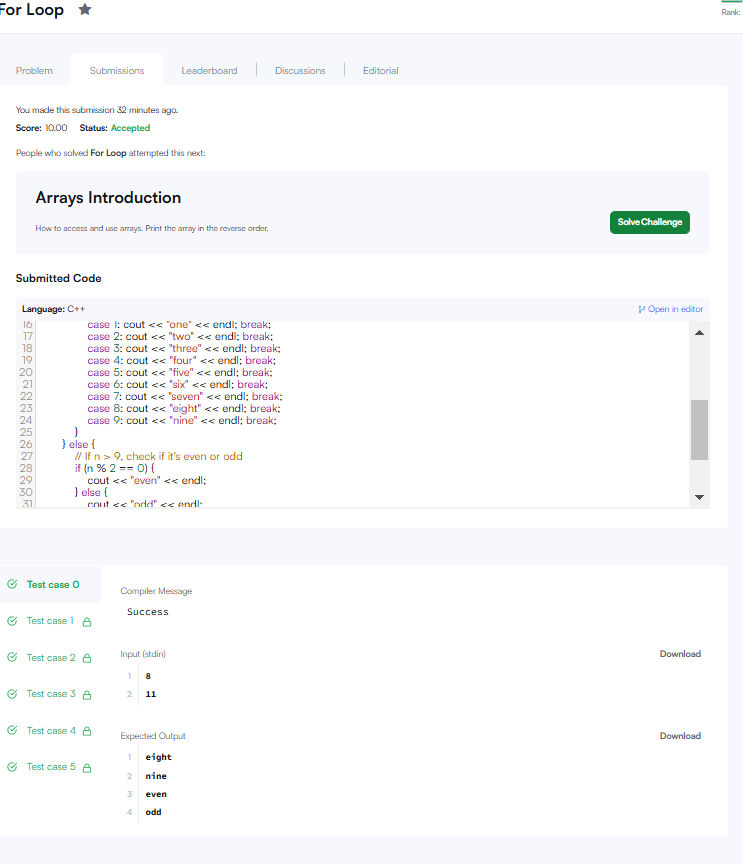 For Loop
Rank:
Problem
Submissions
Leaderboard
Discussions
Editorial
You made this submission 32 minutes ago.
Score: 10.00 Status: Accepted
People who solved For Loop attempted this next:
Arrays Introduction
How to access and use arrays. Print the array in the reverse order.
Solve Challenge
Submitted Code
Language: C++
Open in editor
16 case 1: cout << "one" << endl; break;
17 case 2: cout << "two" << endl; break;
18 case 3: cout << "three" << endl; break;
19 case 4: cout << "four" << endl; break;
20 case 5: cout << "five" << endl; break;
21 case 6: cout << "six" << endl; break;
22 case 7: cout << "seven" << endl; break;
23 case 8: cout << "eight" << endl; break;
24 case 9: cout << "nine" << endl; break;
25 }
26 } else {
27 // If n > 9, check if it's even or odd
28 if (n % 2 == 0) {
29 cout << "even" << endl;
30 } else {
31 cout << "odd" << endl;
Test case 0
Test case 1
Test case 2
Test case 3
Test case 4
Test case 5
Compiler Message
Success
Input (stdin)
Download
1 8
2 11
Expected Output
Download
1 eight
2 nine
3 even
4 odd